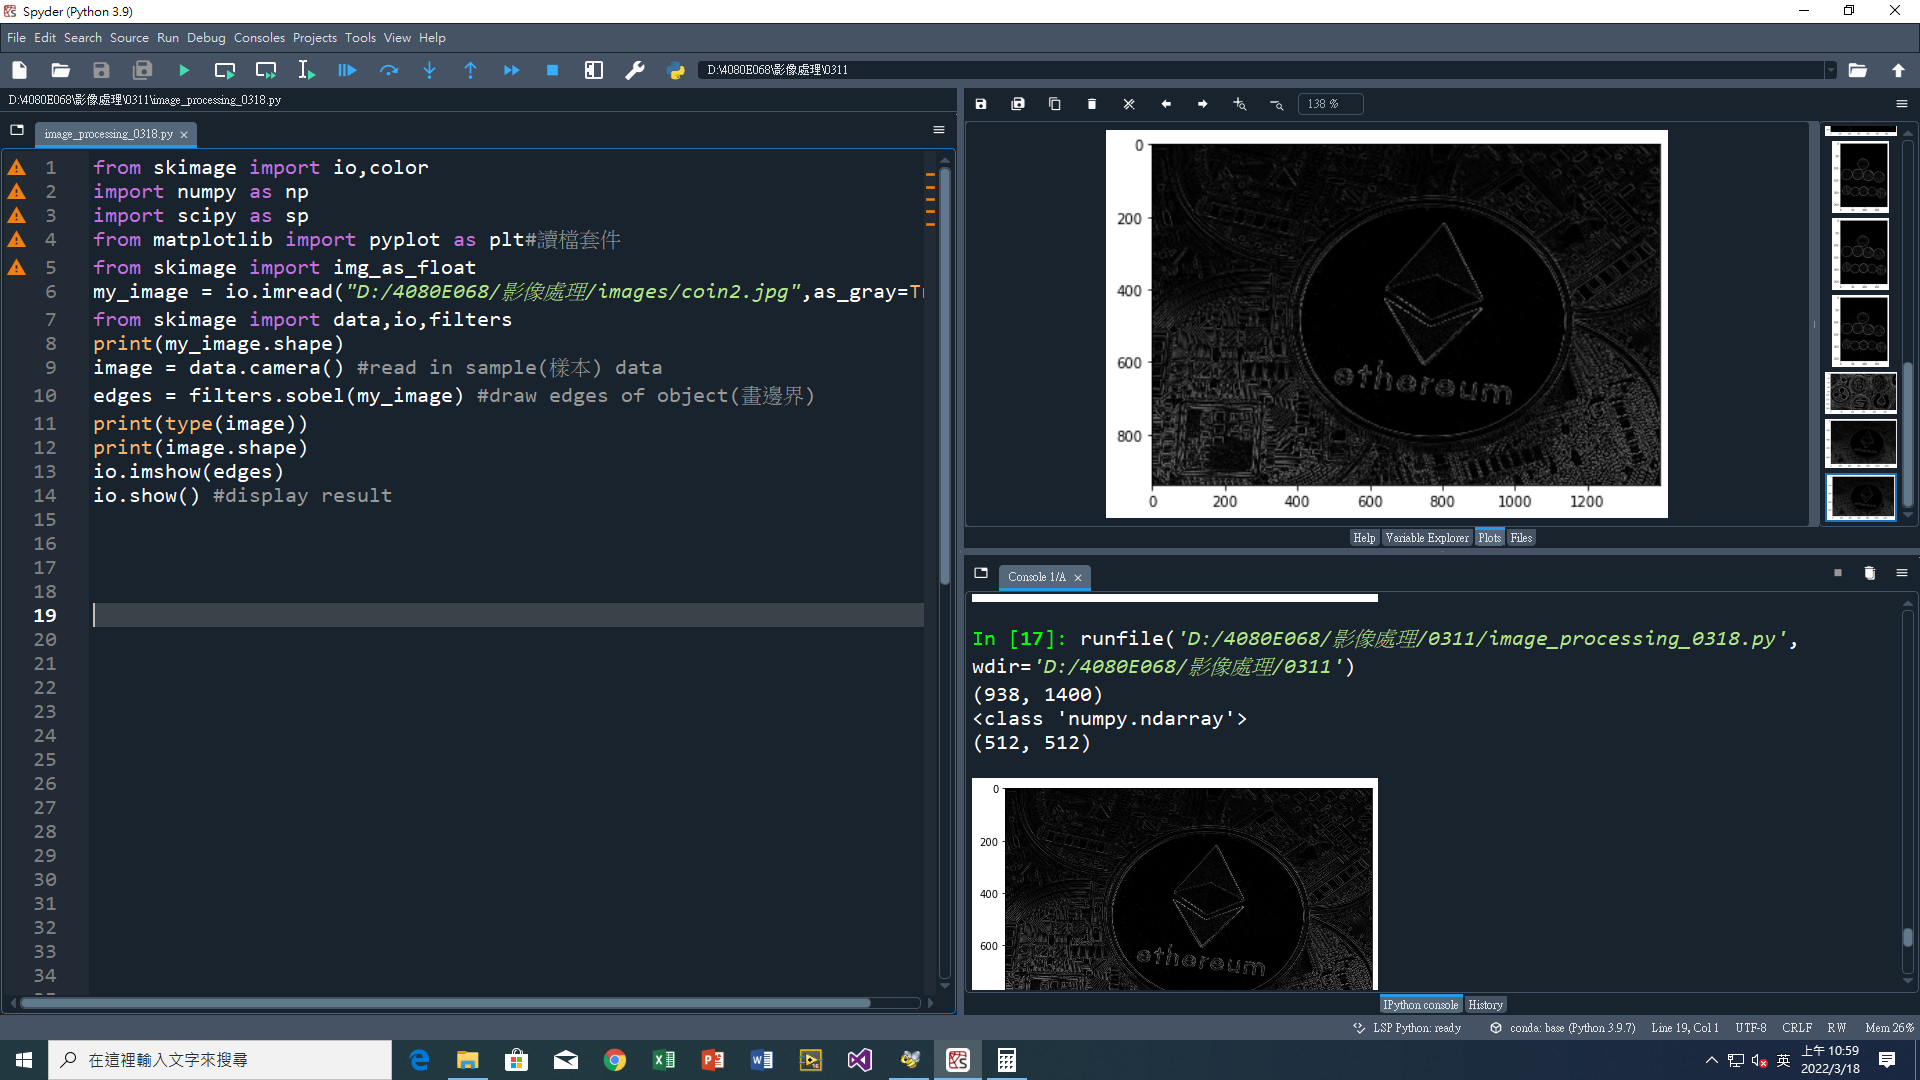 Spyder (Python 3.9)
File Edit Search Source Run Debug Consoles Projects Tools View Help
D:\4080E068\影像處理\0311
D:\4080E068\影像處理\0311\image_processing_0318.py
138 %
image_processing_0318.py
1 from skimage import io,color
2 import numpy as np
3 import scipy as sp
4 from matplotlib import pyplot as plt#讀檔套件
5 from skimage import img_as_float
6 my_image = io.imread("D:/4080E068/影像處理/images/coin2.jpg",as_gray=Tr
7 from skimage import data,io,filters
8 print(my_image.shape)
9 image = data.camera() #read in sample(樣本) data
10 edges = filters.sobel(my_image) #draw edges of object(畫邊界)
11 print(type(image))
12 print(image.shape)
13 io.imshow(edges)
14 io.show() #display result
15
16
17
18
19
20
21
22
23
24
25
26
27
28
29
30
31
32
33
34
0
200
400
600
800
0 200 400 600 800 1000 1200
ethereum
Help Variable Explorer Plots Files
Console 1/A
In [17]: runfile('D:/4080E068/影像處理/0311/image_processing_0318.py',
wdir='D:/4080E068/影像處理/0311')
(938, 1400)
<class 'numpy.ndarray'>
(512, 512)
0
200
400
600
ethereum
IPython console History
LSP Python: ready conda: base (Python 3.9.7) Line 19, Col 1 UTF-8 CRLF RW Mem 26%
在這裡輸入文字來搜尋
英
上午 10:59
2022/3/18